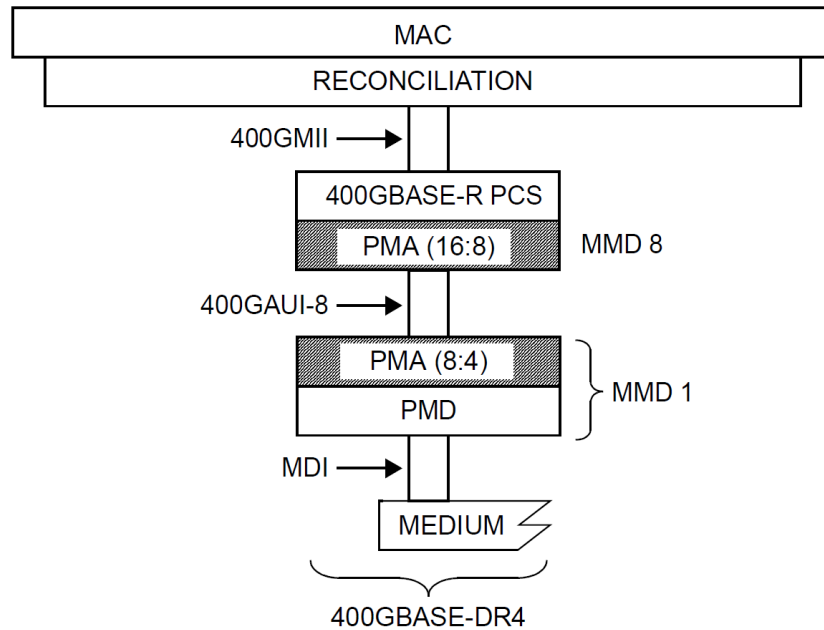 MAC
RECONCILIATION
400GMII
400GBASE-R PCS
PMA (16:8)
MMD 8
400GAUI-8
PMA (8:4)
MMD 1
PMD
MDI
MEDIUM
400GBASE-DR4